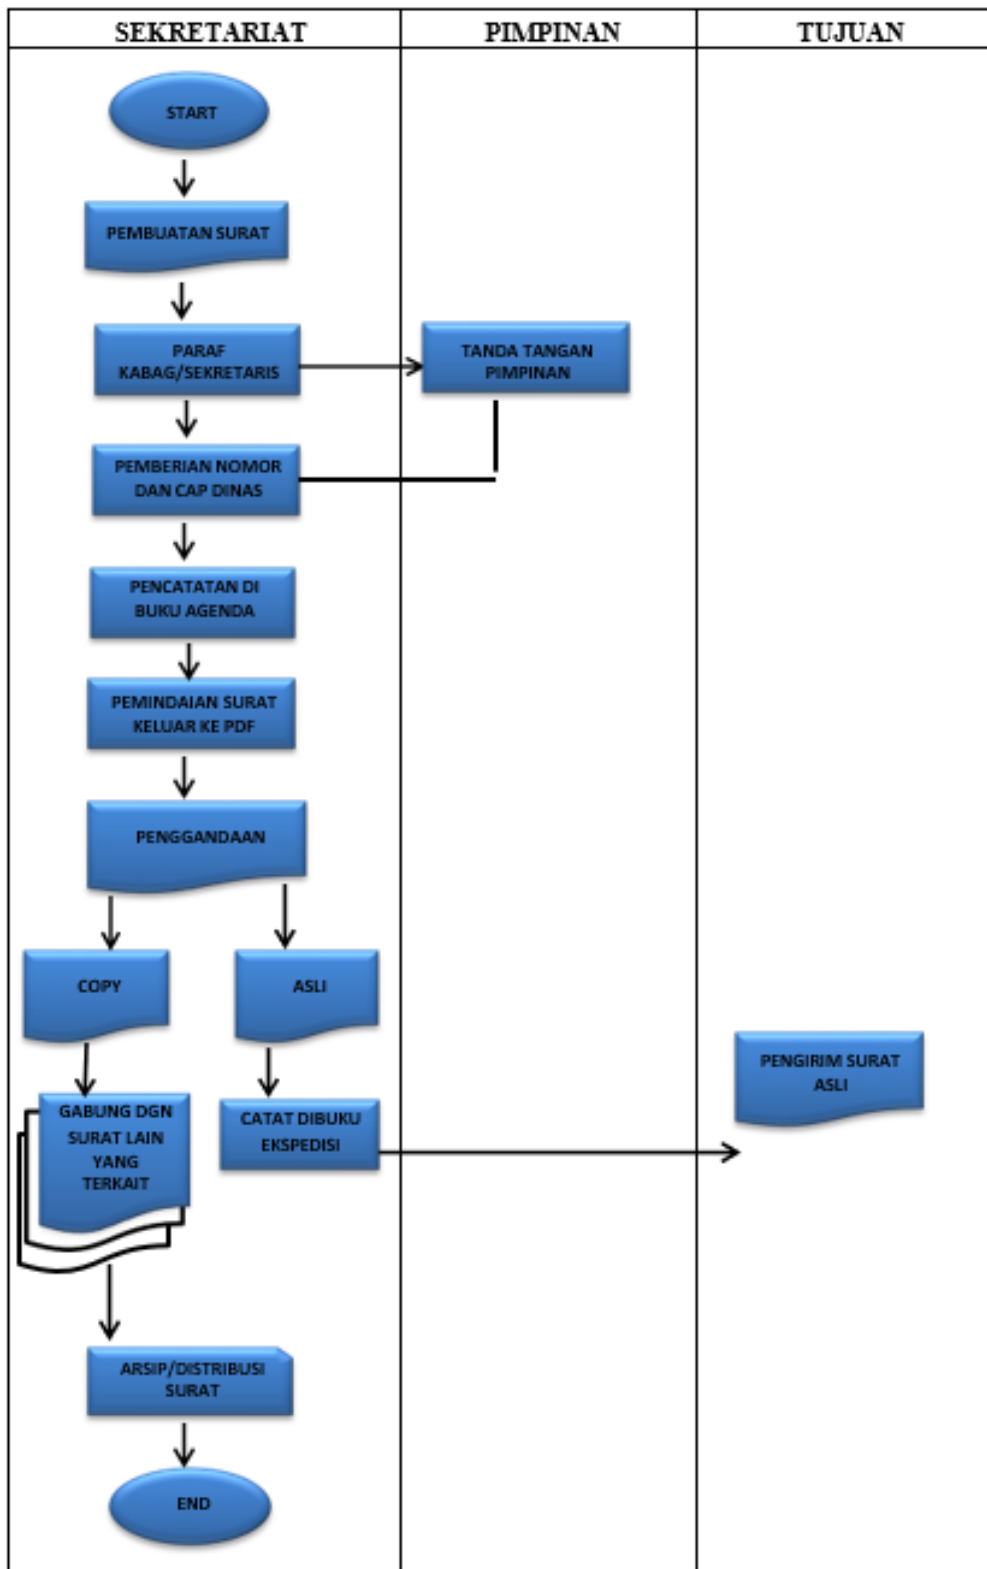 SEKRETARIAT
PIMPINAN
TUJUAN
START
PEMBUATAN SURAT
PARAF
KABAG/SEKRETARIS
TANDA TANGAN
PIMPINAN
PEMBERIAN NOMOR
DAN CAP DINAS
PENCATATAN DI
BUKU AGENDA
PEMINDAIAN SURAT
KELUAR KE PDF
PENGGANDAAN
COPY
ASLI
GABUNG DGN
SURAT LAIN
YANG
TERKAIT
CATAT DIBUKU
EKSPEDISI
PENGIRIM SURAT
ASLI
ARSIP/DISTRIBUSI
SURAT
END